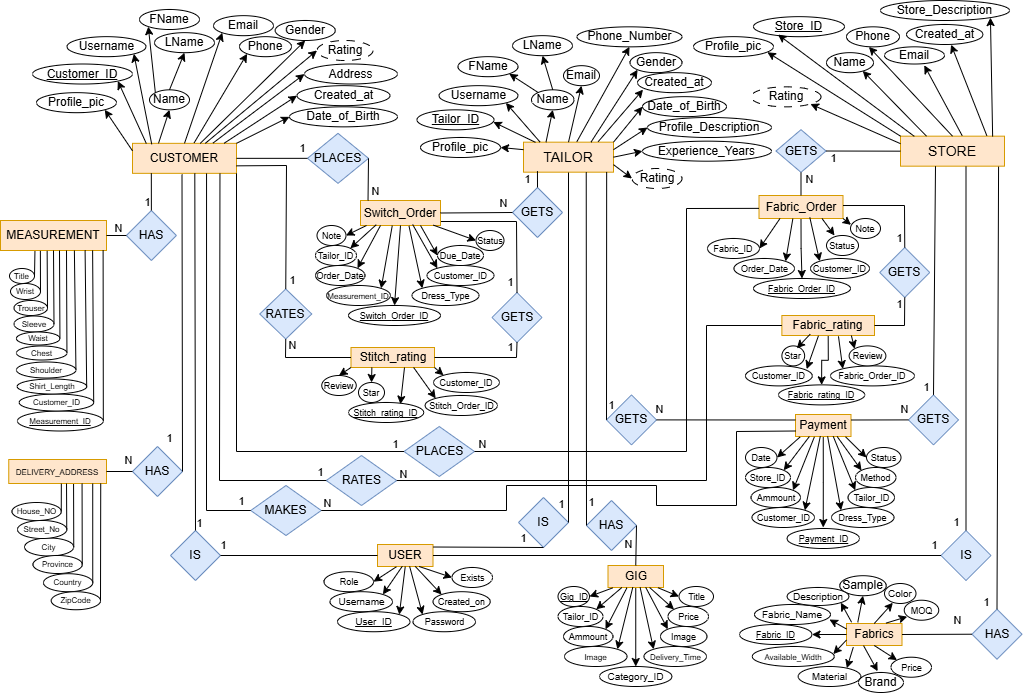 FName
Username
LName
Email
Phone
Gender
Rating
Customer_ID
Address
Profile_pic
Name
Created_at
Date_of_Birth
CUSTOMER
1
PLACES
N
1
HAS
N
MEASUREMENT
Title
Wrist
Trouser
Sleeve
Waist
Chest
Shoulder
Shirt_Length
Customer_ID
Measurement_ID
Phone_Number
LName
FName
Email
Gender
Username
Name
Created_at
Tailor_ID
Date_of_Birth
Profile_pic
Profile_Description
Experience_Years
TAILOR
Rating
1
GETS
N
Switch_Order
Note
Status
Tailor_ID
Due_Date
Order_Date
Customer_ID
Measurement_ID
Dress_Type
Switch_Order_ID
1
GETS
1
1
RATES
N
Stitch_rating
Review
Star
Customer_ID
Stitch_rating_ID
Stitch_Order_ID
Store_Description
Store_ID
Profile_pic
Phone
Created_at
Name
Email
Rating
STORE
GETS
1
N
Fabric_Order
Note
Fabric_ID
Status
Order_Date
Customer_ID
Fabric_Order_ID
1
GETS
1
Fabric_rating
Star
Review
Customer_ID
Fabric_Order_ID
Fabric_rating_ID
1
GETS
N
Payment
N
GETS
1
Date
Status
Store_ID
Method
Ammount
Tailor_ID
Customer_ID
Dress_Type
Payment_ID
1
PLACES
N
1
RATES
N
1
MAKES
N
1
HAS
N
DELIVERY_ADDRESS
House_NO
Street_No
City
Province
Country
ZipCode
1
IS
1
USER
1
IS
1
Role
Exists
Username
Created_on
User_ID
Password
1
HAS
N
GIG
Gig_ID
Title
Tailor_ID
Price
Ammount
Image
Image
Delivery_Time
Category_ID
1
IS
1
1
HAS
N
Fabrics
Sample
Description
Color
Fabric_Name
MOQ
Fabric_ID
Available_Width
Price
Material
Brand